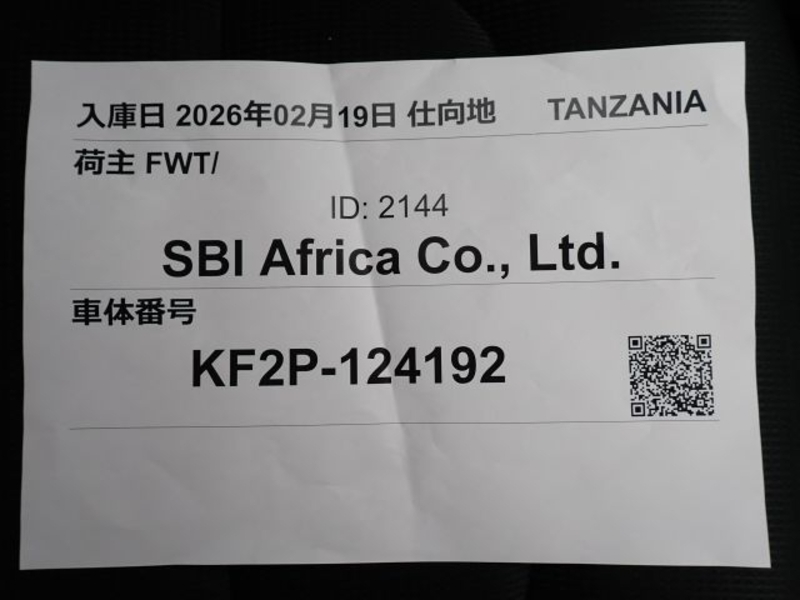 入庫日 2026年02月19日 仕向地 TANZANIA
荷主 FWT/
ID: 2144
SBI Africa Co., Ltd.
車体番号
KF2P-124192